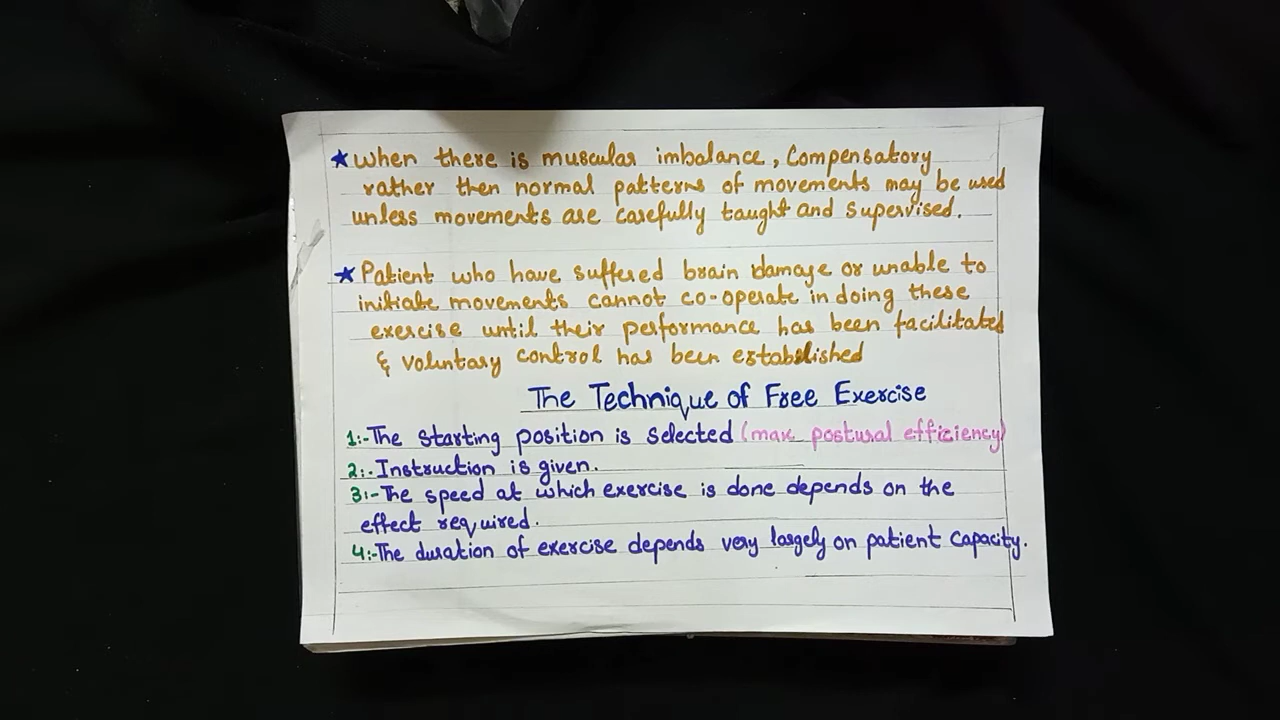 ★ When there is muscular imbalance, Compensatory
rather then normal patterns of movements may be used
unless movements are carefully taught and supervised.
★ Patient who have suffered brain damage or unable to
initiate movements cannot co-operate in doing these
exercise until their performance has been facilitated
& voluntary control has been established
The Technique of Free Exercise
1:- The starting position is selected (max postural efficiency)
2:- Instruction is given.
3:- The speed at which exercise is done depends on the
effect required.
4:- The duration of exercise depends very largely on patient capacity.